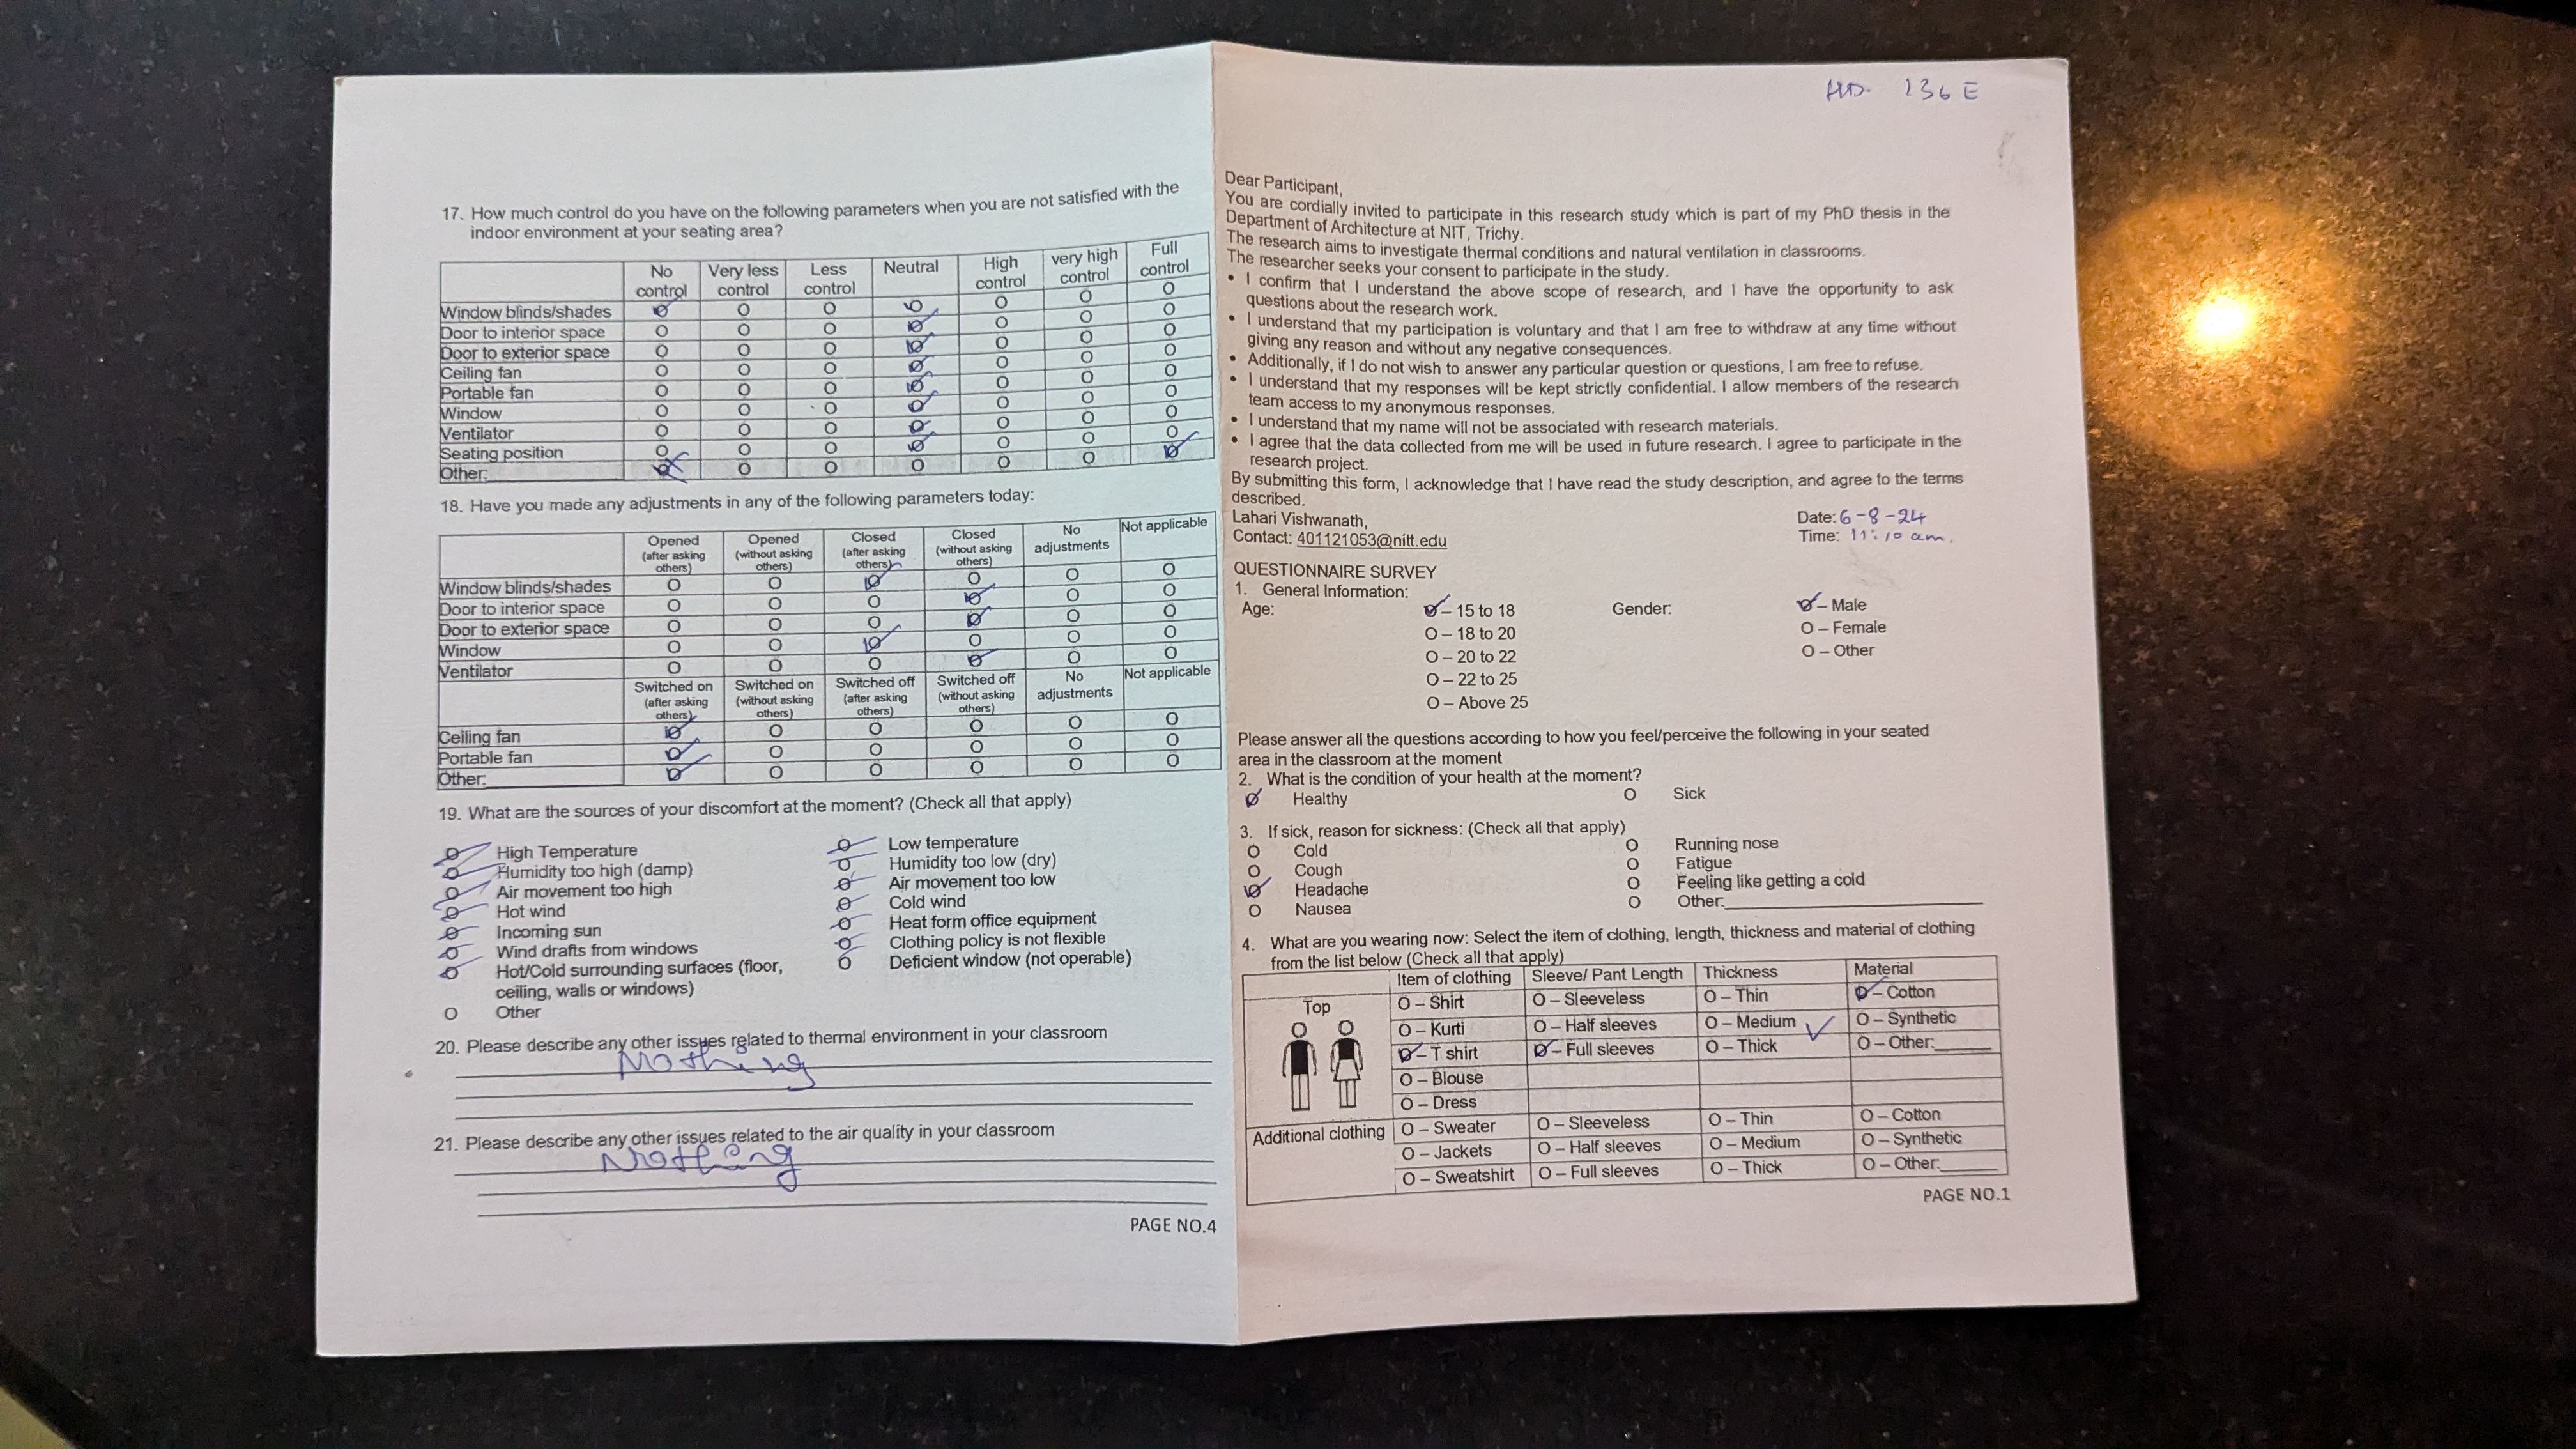 17. How much control do you have on the following parameters when you are not satisfied with the
indoor environment at your seating area?
No control Very less control Less control Neutral High control very high control Full control
Window blinds/shades O O O O O O O
Door to interior space O O O O O O O
Door to exterior space O O O O O O O
Ceiling fan O O O O O O O
Portable fan O O O O O O O
Window O O O O O O O
Ventilator O O O O O O O
Seating position O O O O O O O
Other: O O O O O O O
18. Have you made any adjustments in any of the following parameters today:
Opened (after asking others) Opened (without asking others) Closed (after asking others) Closed (without asking others) No adjustments Not applicable
Window blinds/shades O O O O O O
Door to interior space O O O O O O
Door to exterior space O O O O O O
Window O O O O O O
Ventilator O O O O O O
Switched on (after asking others) Switched on (without asking others) Switched off (after asking others) Switched off (without asking others) No adjustments Not applicable
Ceiling fan O O O O O O
Portable fan O O O O O O
Other: O O O O O O
19. What are the sources of your discomfort at the moment? (Check all that apply)
O High Temperature O Low temperature
O Humidity too high (damp) O Humidity too low (dry)
O Air movement too high O Air movement too low
O Hot wind O Cold wind
O Incoming sun O Heat form office equipment
O Wind drafts from windows O Clothing policy is not flexible
O Hot/Cold surrounding surfaces (floor, O Deficient window (not operable)
ceiling, walls or windows)
O Other
20. Please describe any other issues related to thermal environment in your classroom
Nothing
21. Please describe any other issues related to the air quality in your classroom
Nothing
PAGE NO.4
136 E
Dear Participant,
You are cordially invited to participate in this research study which is part of my PhD thesis in the
Department of Architecture at NIT, Trichy.
The research aims to investigate thermal conditions and natural ventilation in classrooms.
The researcher seeks your consent to participate in the study.
• I confirm that I understand the above scope of research, and I have the opportunity to ask
questions about the research work.
• I understand that my participation is voluntary and that I am free to withdraw at any time without
giving any reason and without any negative consequences.
• Additionally, if I do not wish to answer any particular question or questions, I am free to refuse.
• I understand that my responses will be kept strictly confidential. I allow members of the research
team access to my anonymous responses.
• I understand that my name will not be associated with research materials.
• I agree that the data collected from me will be used in future research. I agree to participate in the
research project.
By submitting this form, I acknowledge that I have read the study description, and agree to the terms
described.
Lahari Vishwanath, Date: 6-8-24
Contact: 401121053@nitt.edu Time: 11:10 am.
QUESTIONNAIRE SURVEY
1. General Information:
Age: O – 15 to 18 Gender: O – Male
O – 18 to 20 O – Female
O – 20 to 22 O – Other
O – 22 to 25
O – Above 25
Please answer all the questions according to how you feel/perceive the following in your seated
area in the classroom at the moment
2. What is the condition of your health at the moment?
O Healthy O Sick
3. If sick, reason for sickness: (Check all that apply)
O Cold O Running nose
O Cough O Fatigue
O Headache O Feeling like getting a cold
O Nausea O Other:
4. What are you wearing now: Select the item of clothing, length, thickness and material of clothing
from the list below (Check all that apply)
Item of clothing Sleeve/ Pant Length Thickness Material
Top O – Shirt O – Sleeveless O – Thin O – Cotton
O – Kurti O – Half sleeves O – Medium O – Synthetic
O – T shirt O – Full sleeves O – Thick O – Other:
O – Blouse
O – Dress
Additional clothing O – Sweater O – Sleeveless O – Thin O – Cotton
O – Jackets O – Half sleeves O – Medium O – Synthetic
O – Sweatshirt O – Full sleeves O – Thick O – Other:
PAGE NO.1